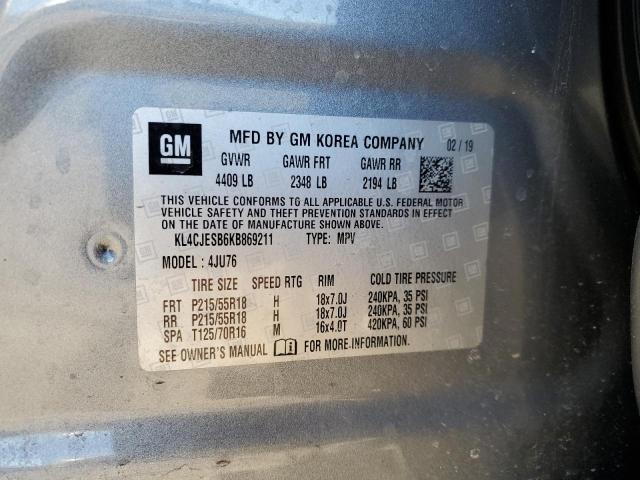 GM
MFD BY GM KOREA COMPANY 02 / 19
GVWR GAWR FRT GAWR RR
4409 LB 2348 LB 2194 LB
THIS VEHICLE CONFORMS TO ALL APPLICABLE U.S. FEDERAL MOTOR
VEHICLE SAFETY AND THEFT PREVENTION STANDARDS IN EFFECT
ON THE DATE OF MANUFACTURE SHOWN ABOVE.
KL4CJESB6KB869211 TYPE: MPV
MODEL : 4JU76
TIRE SIZE SPEED RTG RIM COLD TIRE PRESSURE
FRT P215/55R18 H 18x7.0J 240KPA, 35 PSI
RR P215/55R18 H 18x7.0J 240KPA, 35 PSI
SPA T125/70R16 M 16x4.0T 420KPA, 60 PSI
SEE OWNER'S MANUAL FOR MORE INFORMATION.